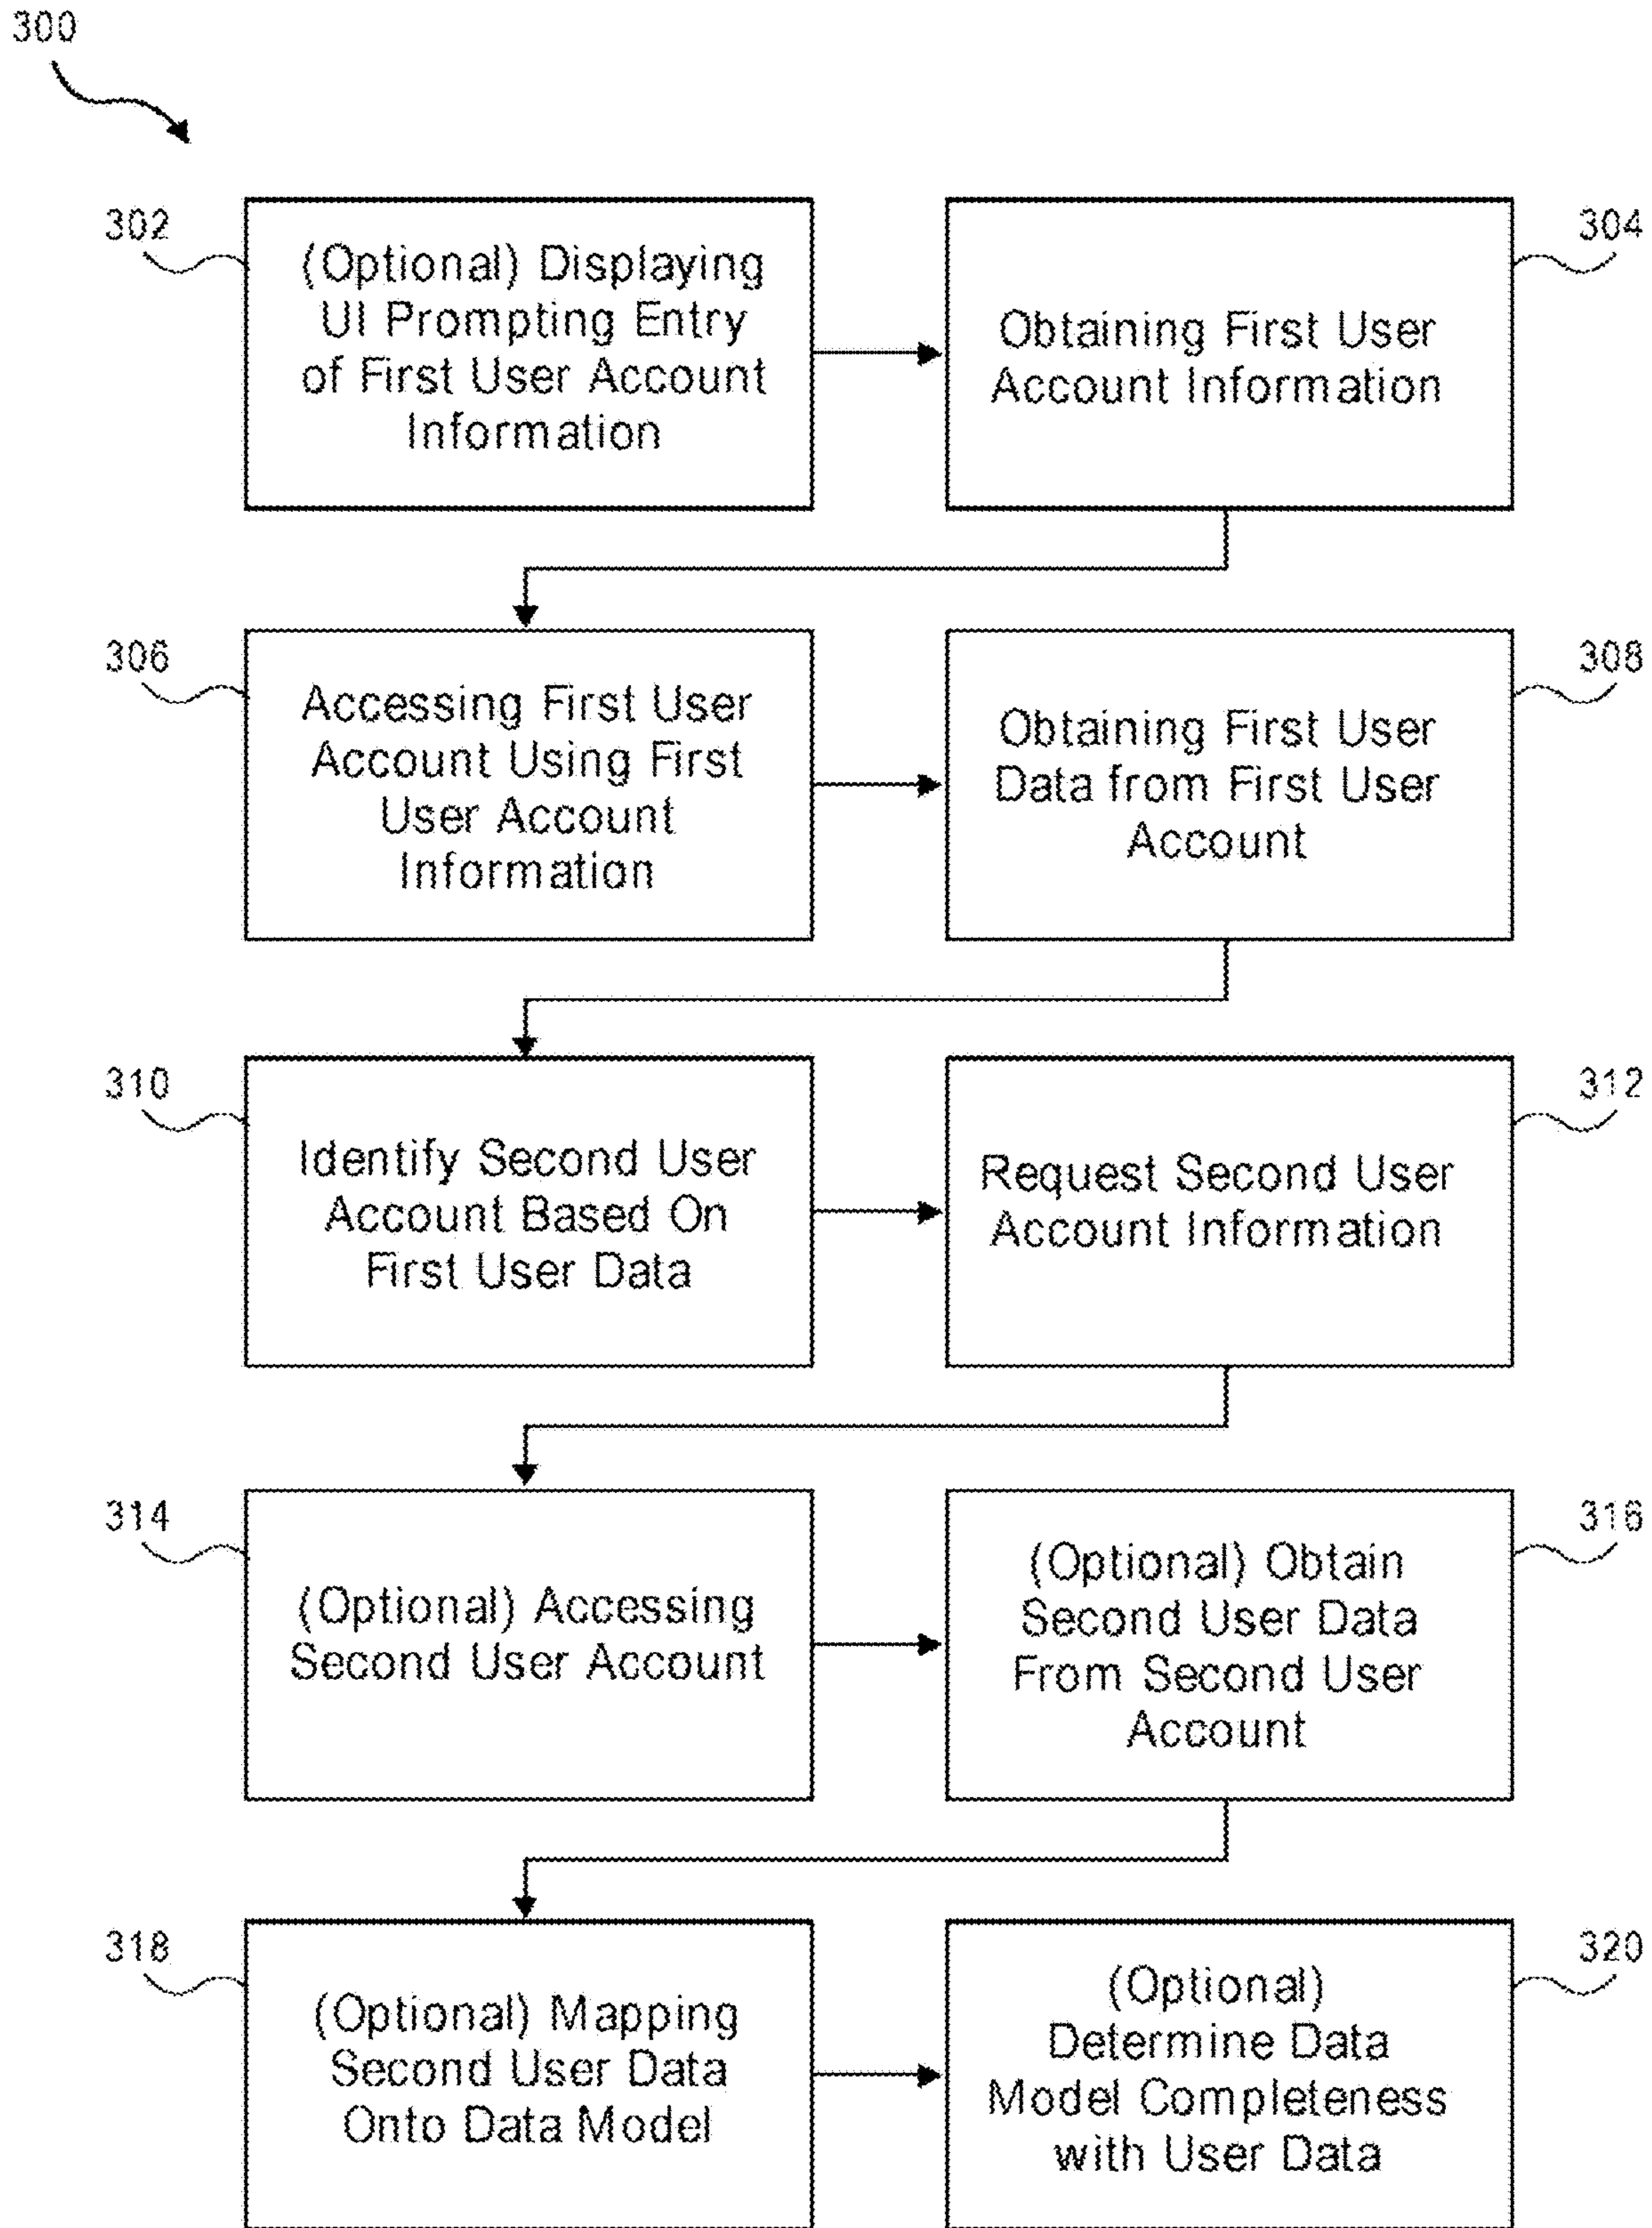 300
302
(Optional) Displaying
UI Prompting Entry
of First User Account
Information
304
Obtaining First User
Account Information
306
Accessing First User
Account Using First
User Account
Information
308
Obtaining First User
Data from First User
Account
310
Identify Second User
Account Based On
First User Data
312
Request Second User
Account Information
314
(Optional) Accessing
Second User Account
316
(Optional) Obtain
Second User Data
From Second User
Account
318
(Optional) Mapping
Second User Data
Onto Data Model
320
(Optional)
Determine Data
Model Completeness
with User Data